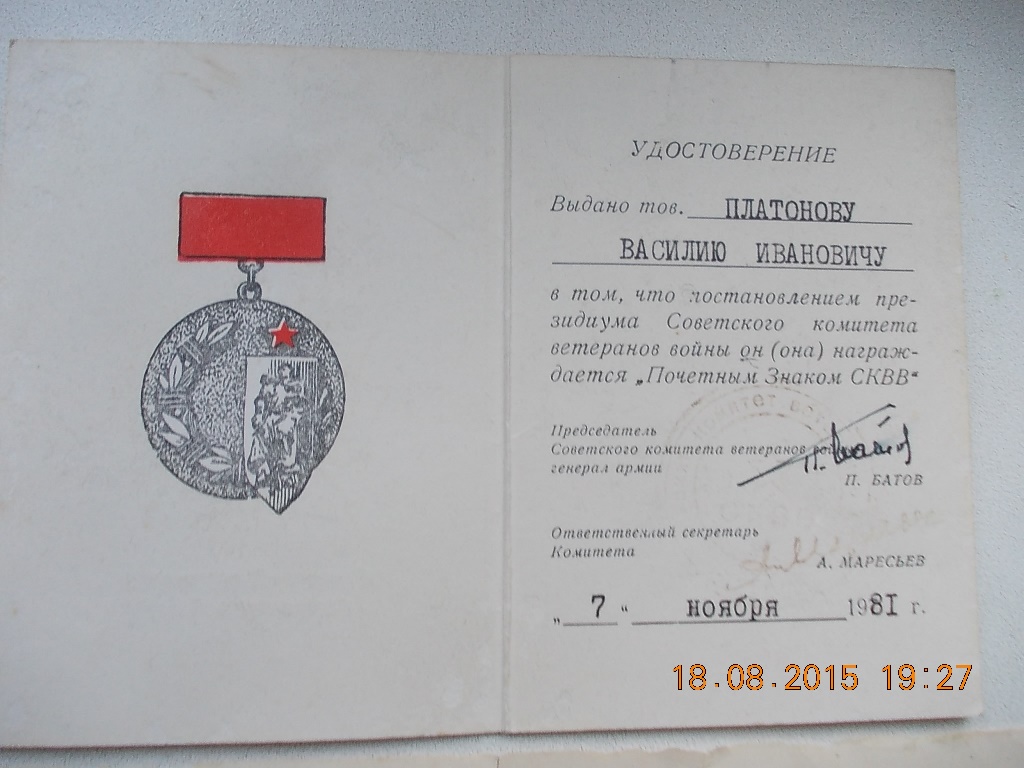 УДОСТОВЕРЕНИЕ
Выдано тов. ПЛАТОНОВУ
ВАСИЛИЮ ИВАНОВИЧУ
в том, что постановлением пре-
зидиума Советского комитета
ветеранов войны он (она) награж-
дается „Почетным Знаком СКВВ“
КОМИТЕТ
Председатель
Советского комитета ветеранов войны
генерал армии
П. Батов
П. БАТОВ
Ответственный секретарь
Комитета
А. МАРЕСЬЕВ
„ 7 “ ноября 1981 г.
18.08.2015 19:27